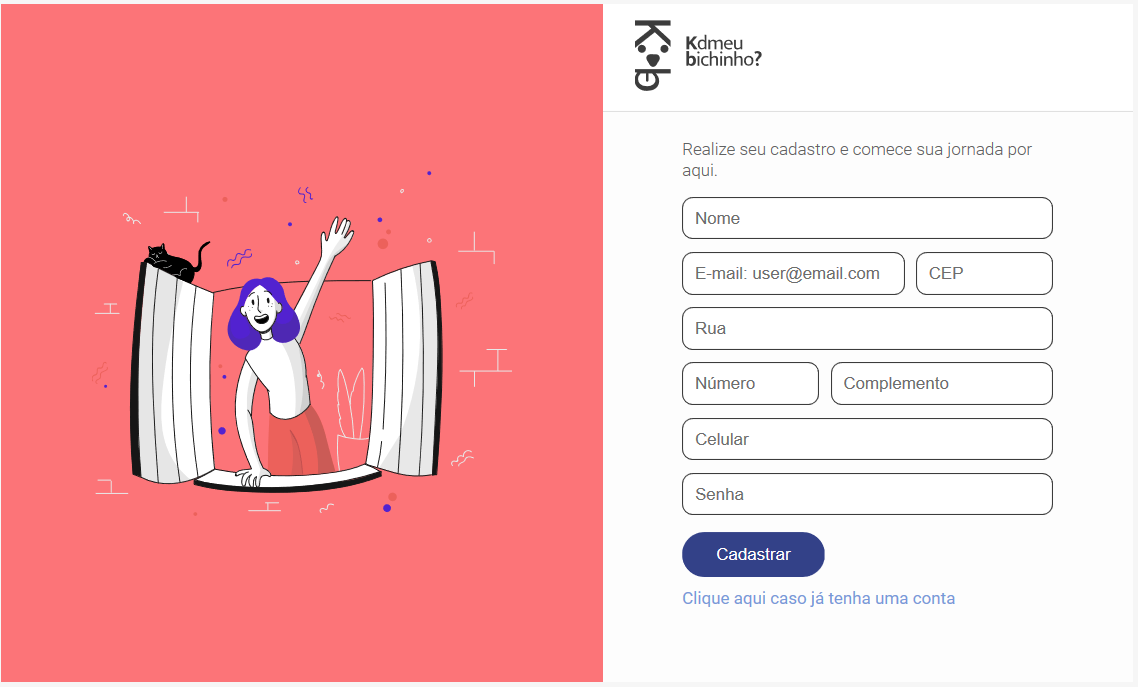 Kdmeu
bichinho?
Realize seu cadastro e comece sua jornada por
aqui.
Nome
E-mail: user@email.com
CEP
Rua
Número
Complemento
Celular
Senha
Cadastrar
Clique aqui caso já tenha uma conta